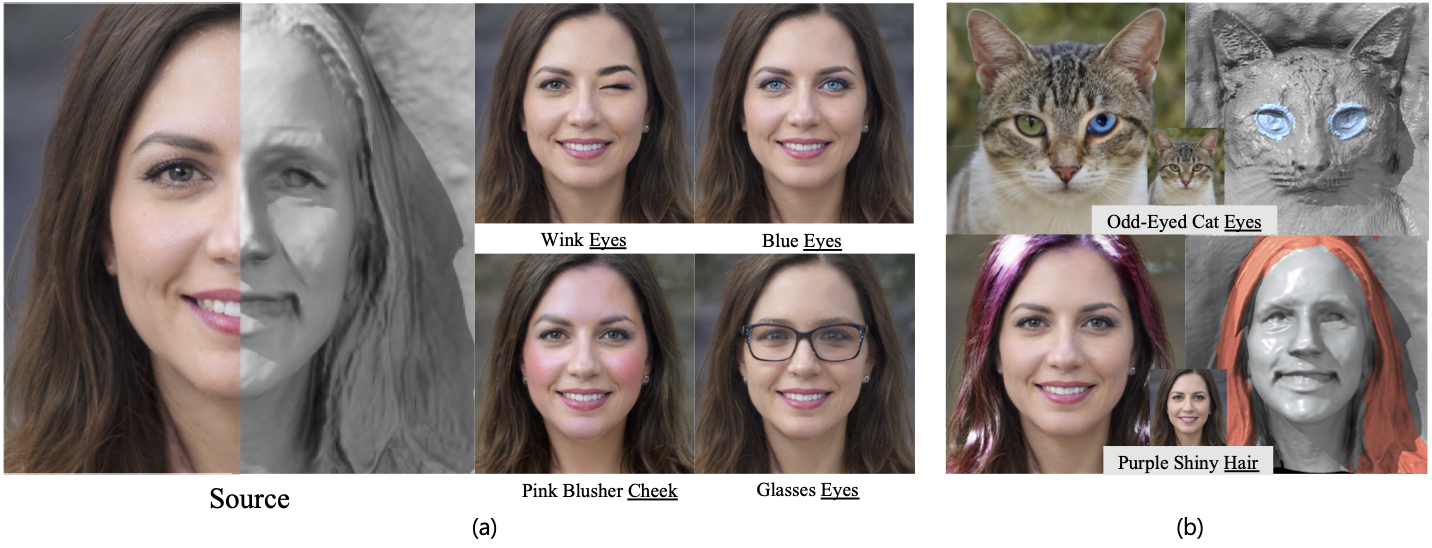 Wink Eyes
Blue Eyes
Pink Blusher Cheek
Glasses Eyes
Source
(a)
Odd-Eyed Cat Eyes
Purple Shiny Hair
(b)